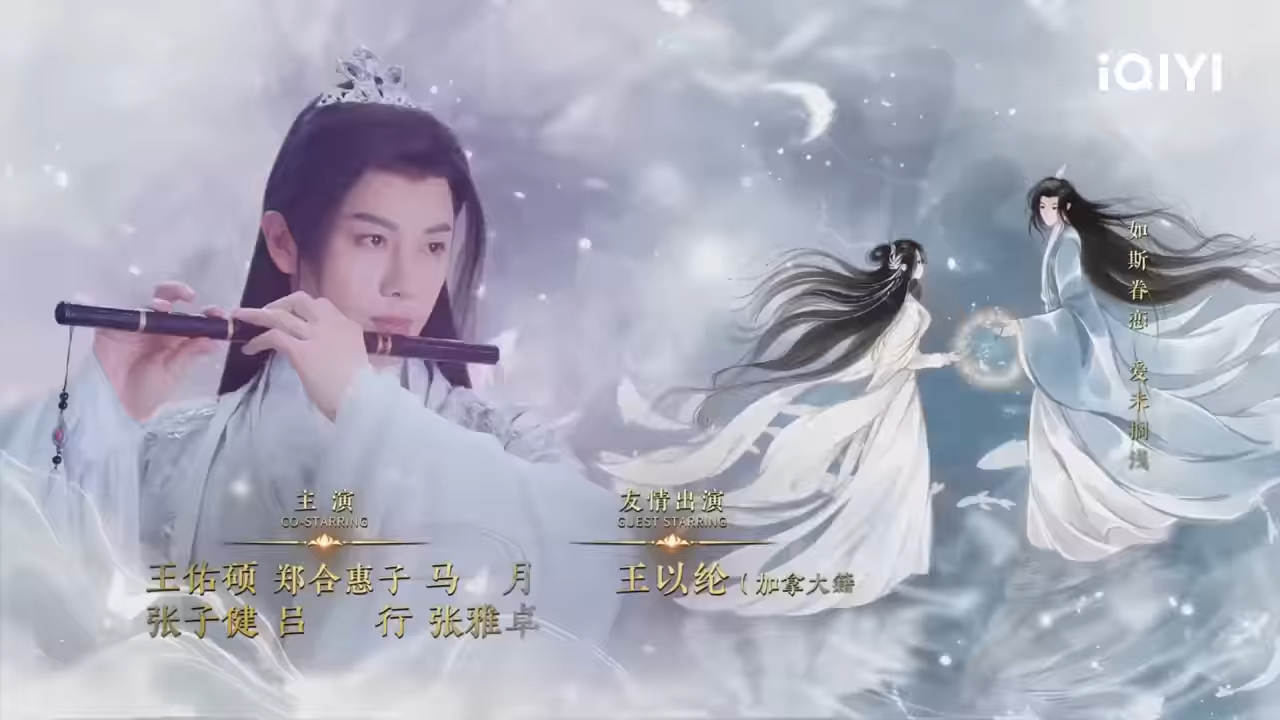 iQIYI
如斯眷恋 爱未搁浅
主 演
CO-STARRING
王佑硕 郑合惠子 马 月
张子健 吕 行 张雅卓
友情出演
GUEST STARRING
王以纶（加拿大籍